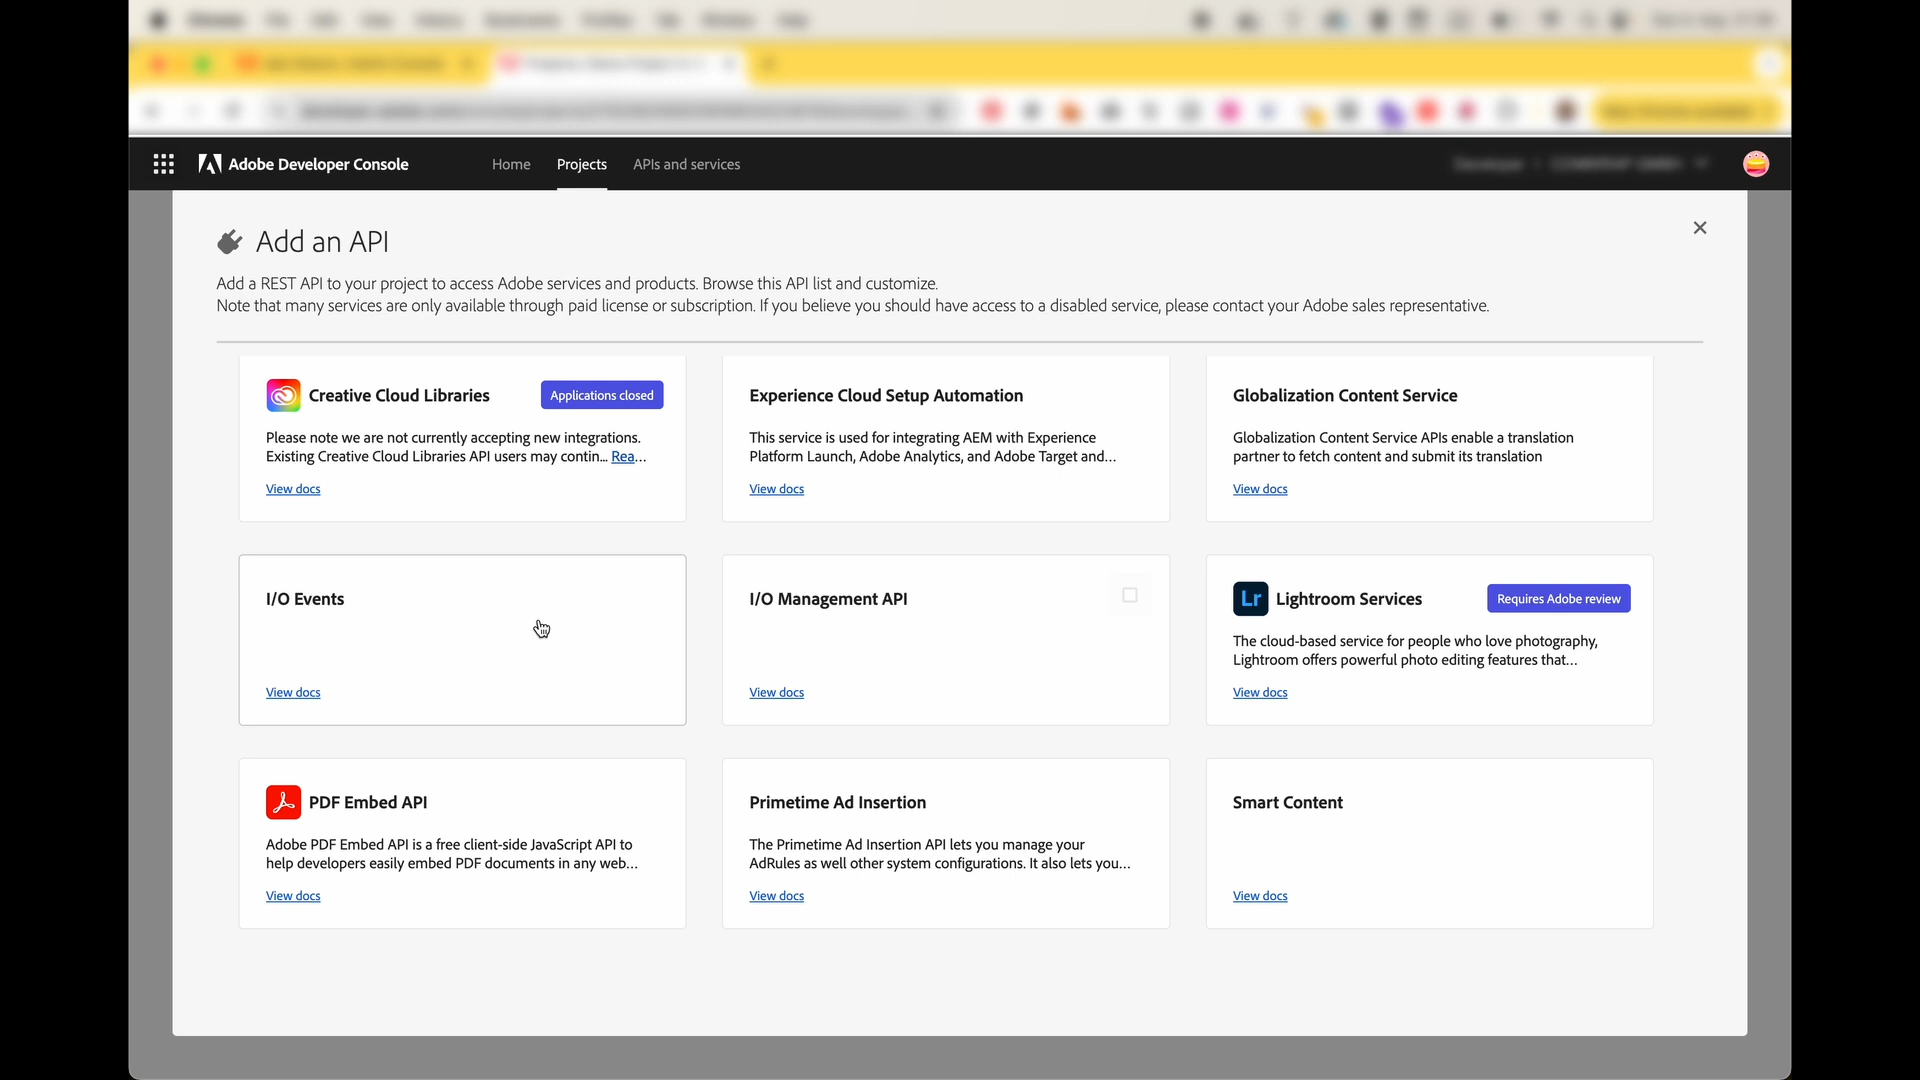 Adobe Developer Console
Home
Projects
APIs and services
Add an API
Add a REST API to your project to access Adobe services and products. Browse this API list and customize.
Note that many services are only available through paid license or subscription. If you believe you should have access to a disabled service, please contact your Adobe sales representative.
Creative Cloud Libraries
Applications closed
Please note we are not currently accepting new integrations.
Existing Creative Cloud Libraries API users may contin... Rea...
View docs
Experience Cloud Setup Automation
This service is used for integrating AEM with Experience
Platform Launch, Adobe Analytics, and Adobe Target and...
View docs
Globalization Content Service
Globalization Content Service APIs enable a translation
partner to fetch content and submit its translation
View docs
I/O Events
View docs
I/O Management API
View docs
Lr
Lightroom Services
Requires Adobe review
The cloud-based service for people who love photography,
Lightroom offers powerful photo editing features that...
View docs
PDF Embed API
Adobe PDF Embed API is a free client-side JavaScript API to
help developers easily embed PDF documents in any web...
View docs
Primetime Ad Insertion
The Primetime Ad Insertion API lets you manage your
AdRules as well other system configurations. It also lets you...
View docs
Smart Content
View docs